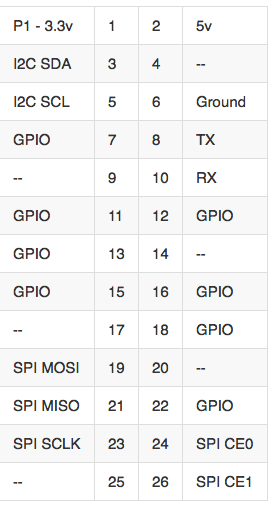 P1 - 3.3v 1 2 5v
I2C SDA 3 4 --
I2C SCL 5 6 Ground
GPIO 7 8 TX
-- 9 10 RX
GPIO 11 12 GPIO
GPIO 13 14 --
GPIO 15 16 GPIO
-- 17 18 GPIO
SPI MOSI 19 20 --
SPI MISO 21 22 GPIO
SPI SCLK 23 24 SPI CE0
-- 25 26 SPI CE1